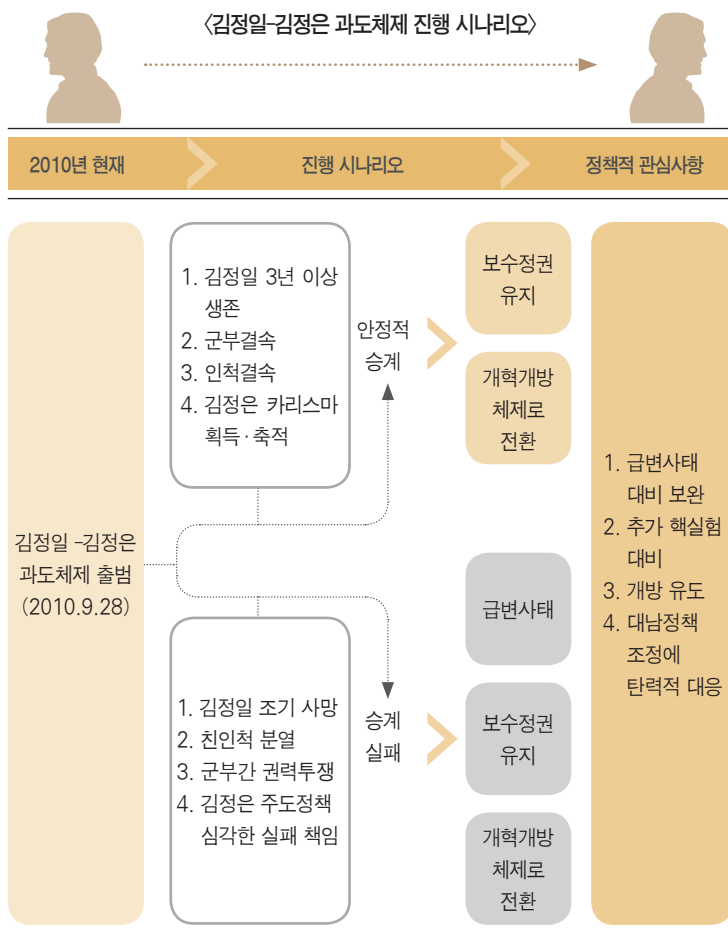 〈김정일–김정은 과도체제 진행 시나리오〉
2010년 현재
진행 시나리오
정책적 관심사항
김정일 –김정은
과도체제 출범
(2010.9.28)
1. 김정일 3년 이상
생존
2. 군부결속
3. 인척결속
4. 김정은 카리스마
획득·축적
안정적
승계
보수정권
유지
개혁개방
체제로
전환
1. 김정일 조기 사망
2. 친인척 분열
3. 군부간 권력투쟁
4. 김정은 주도정책
심각한 실패 책임
승계
실패
급변사태
보수정권
유지
개혁개방
체제로
전환
1. 급변사태
대비 보완
2. 추가 핵실험
대비
3. 개방 유도
4. 대남정책
조정에
탄력적 대응